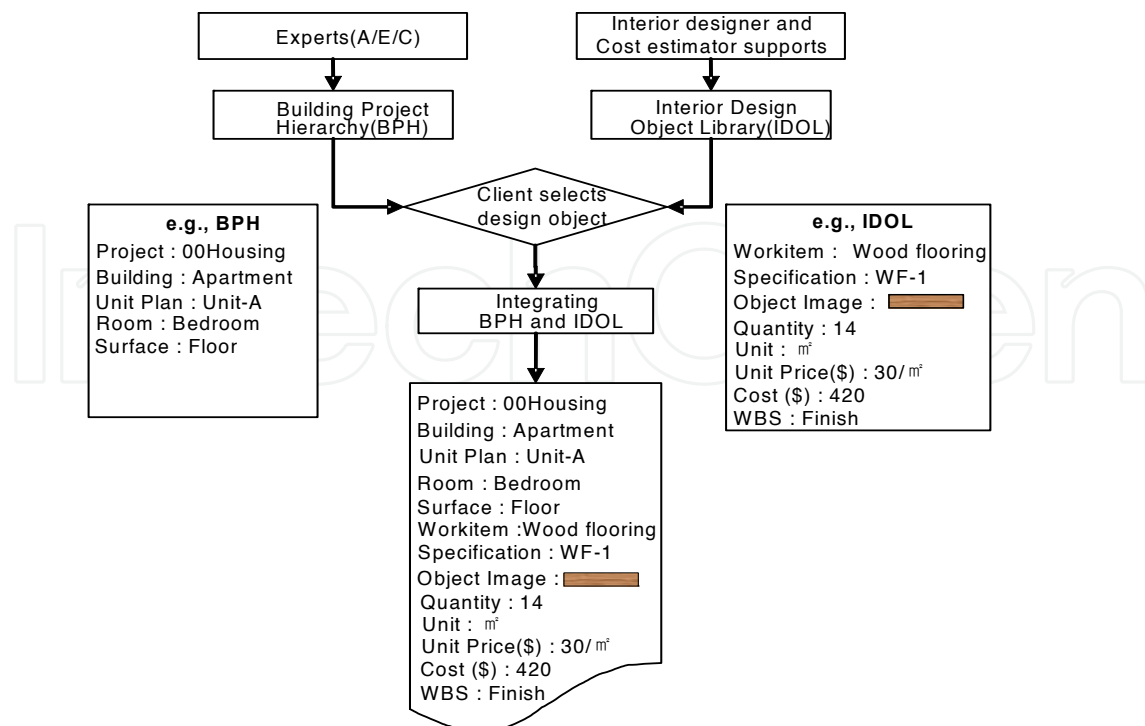 Experts(A/E/C)
Interior designer and
Cost estimator supports
Building Project
Hierarchy(BPH)
Interior Design
Object Library(IDOL)
Client selects
design object
e.g., BPH
Project : 00Housing
Building : Apartment
Unit Plan : Unit-A
Room : Bedroom
Surface : Floor
e.g., IDOL
Workitem : Wood flooring
Specification : WF-1
Object Image :
Quantity : 14
Unit : ㎡
Unit Price($) : 30/㎡
Cost ($) : 420
WBS : Finish
Integrating
BPH and IDOL
Project : 00Housing
Building : Apartment
Unit Plan : Unit-A
Room : Bedroom
Surface : Floor
Workitem :Wood flooring
Specification : WF-1
Object Image :
Quantity : 14
Unit : ㎡
Unit Price($) : 30/㎡
Cost ($) : 420
WBS : Finish